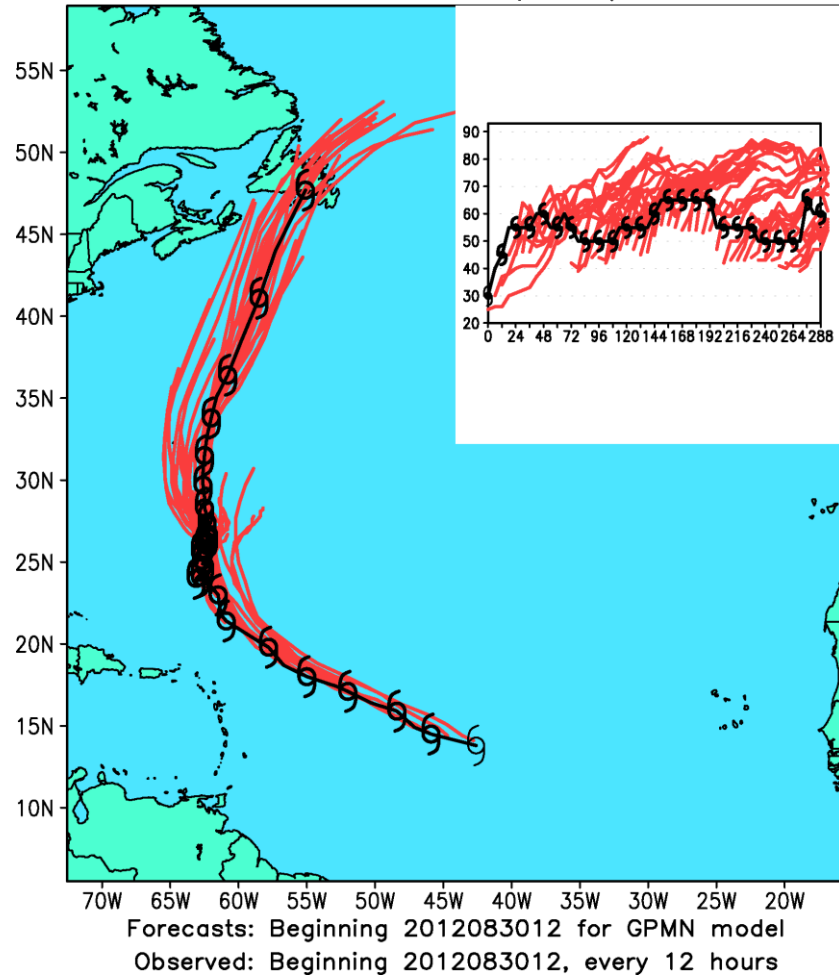 55N
50N
45N
40N
35N
30N
25N
20N
15N
10N
70W 65W 60W 55W 50W 45W 40W 35W 30W 25W 20W
90
80
70
60
50
40
30
20
0 24 48 72 96 120 144 168 192 216 240 264 288
Forecasts: Beginning 2012083012 for GPMN model
Observed: Beginning 2012083012, every 12 hours